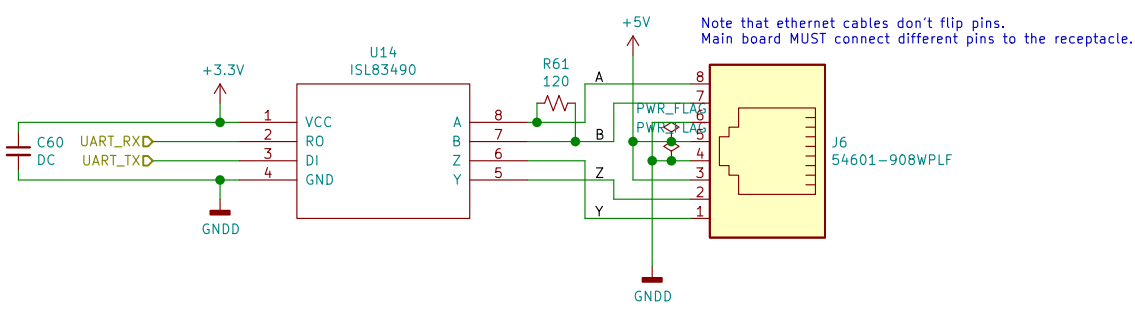 Note that ethernet cables don't flip pins.
Main board MUST connect different pins to the receptacle.
+5V
U14
ISL83490
R61
120
+3.3V
A
8
1
VCC
A
8
7
PWR_FLAG
6
PWR_FLAG
C60
DC
UART_RX
2
RO
B
7
B
5
J6
54601-908WPLF
UART_TX
3
DI
Z
6
4
4
GND
Y
5
Z
3
2
Y
1
GNDD
GNDD